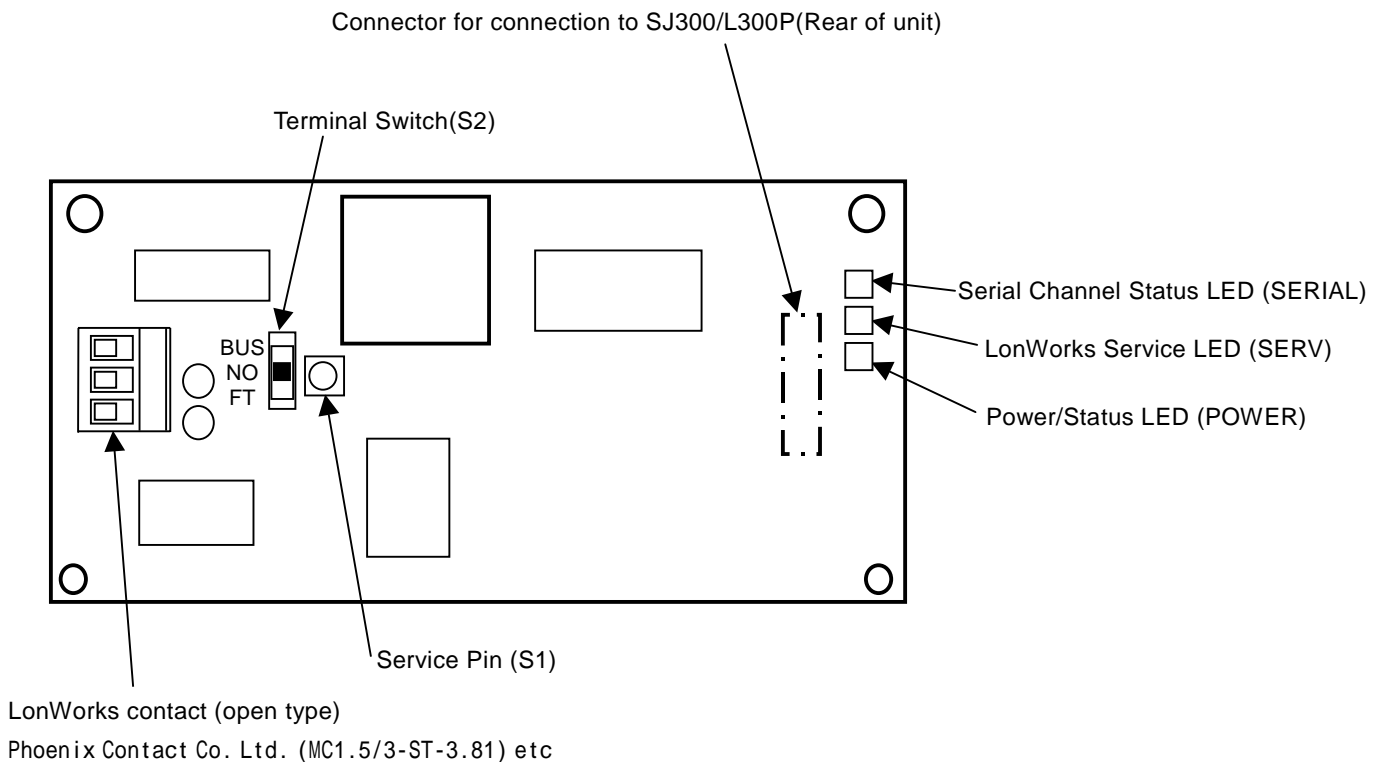 Connector for connection to SJ300/L300P(Rear of unit)
Terminal Switch(S2)
Serial Channel Status LED (SERIAL)
BUS
LonWorks Service LED (SERV)
NO
FT
Power/Status LED (POWER)
Service Pin (S1)
LonWorks contact (open type)
Phoenix Contact Co. Ltd. (MC1.5/3-ST-3.81) etc